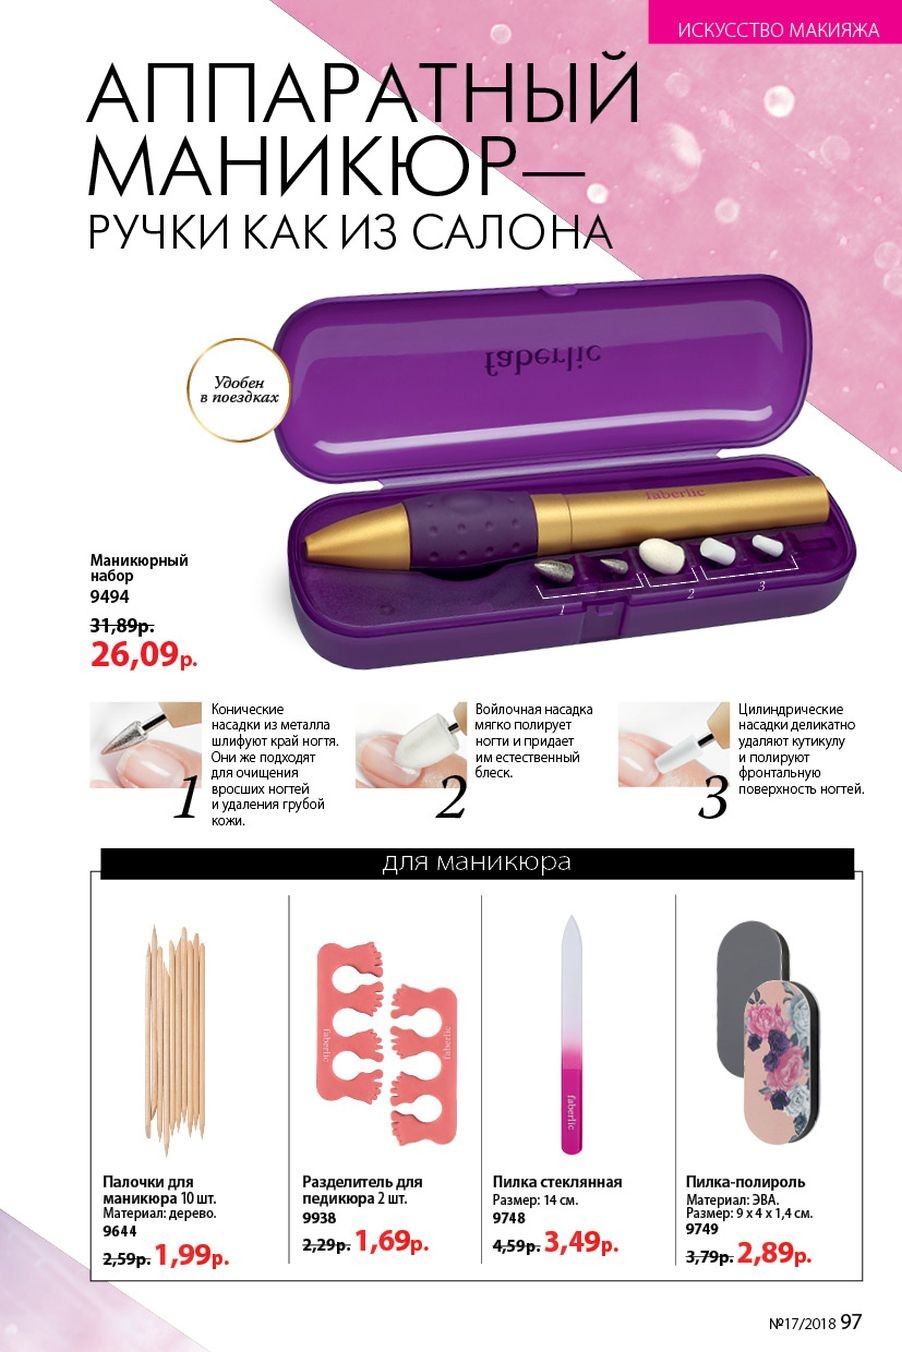 ИСКУССТВО МАКИЯЖА
АППАРАТНЫЙ
МАНИКЮР—
РУЧКИ КАК ИЗ САЛОНА
faberlic
Удобен
в поездках
faberlic
1
2
3
Маникюрный
набор
9494
31,89р.
26,09р.
1
Конические
насадки из металла
шлифуют край ногтя.
Они же подходят
для очищения
вросших ногтей
и удаления грубой
кожи.
2
Войлочная насадка
мягко полирует
ногти и придает
им естественный
блеск.
3
Цилиндрические
насадки деликатно
удаляют кутикулу
и полируют
фронтальную
поверхность ногтей.
для маникюра
faberlic
faberlic
faberlic
Палочки для
маникюра 10 шт.
Материал: дерево.
9644
2,59р. 1,99р.
Разделитель для
педикюра 2 шт.
9938
2,29р. 1,69р.
Пилка стеклянная
Размер: 14 см.
9748
4,59р. 3,49р.
Пилка-полироль
Материал: ЭВА.
Размер: 9 x 4 x 1,4 см.
9749
3,79р. 2,89р.
№17/2018 97